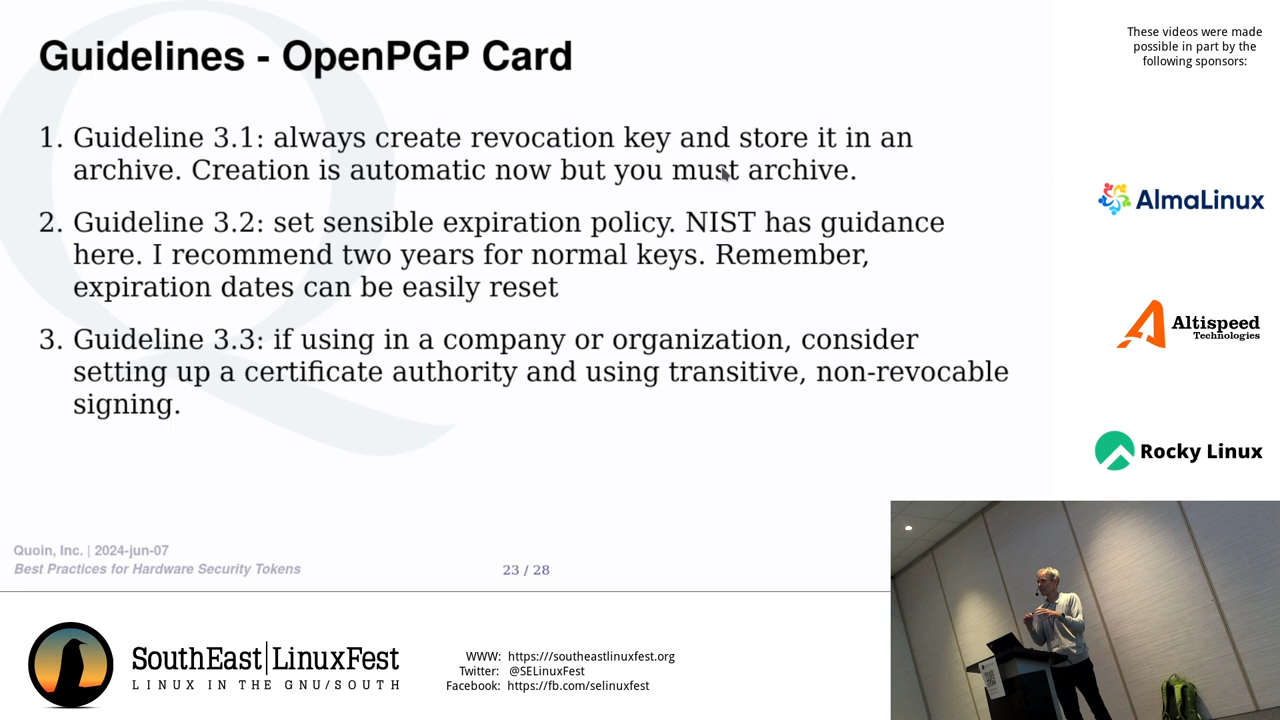 Guidelines - OpenPGP Card
1. Guideline 3.1: always create revocation key and store it in an
archive. Creation is automatic now but you must archive.
2. Guideline 3.2: set sensible expiration policy. NIST has guidance
here. I recommend two years for normal keys. Remember,
expiration dates can be easily reset
3. Guideline 3.3: if using in a company or organization, consider
setting up a certificate authority and using transitive, non-revocable
signing.
Quoin, Inc. | 2024-jun-07
Best Practices for Hardware Security Tokens
23 / 28
These videos were made
possible in part by the
following sponsors:
AlmaLinux
Altispeed
Technologies
Rocky Linux
SouthEast|LinuxFest
LINUX IN THE GNU/SOUTH
WWW: https:///southeastlinuxfest.org
Twitter: @SELinuxFest
Facebook: https://fb.com/selinuxfest